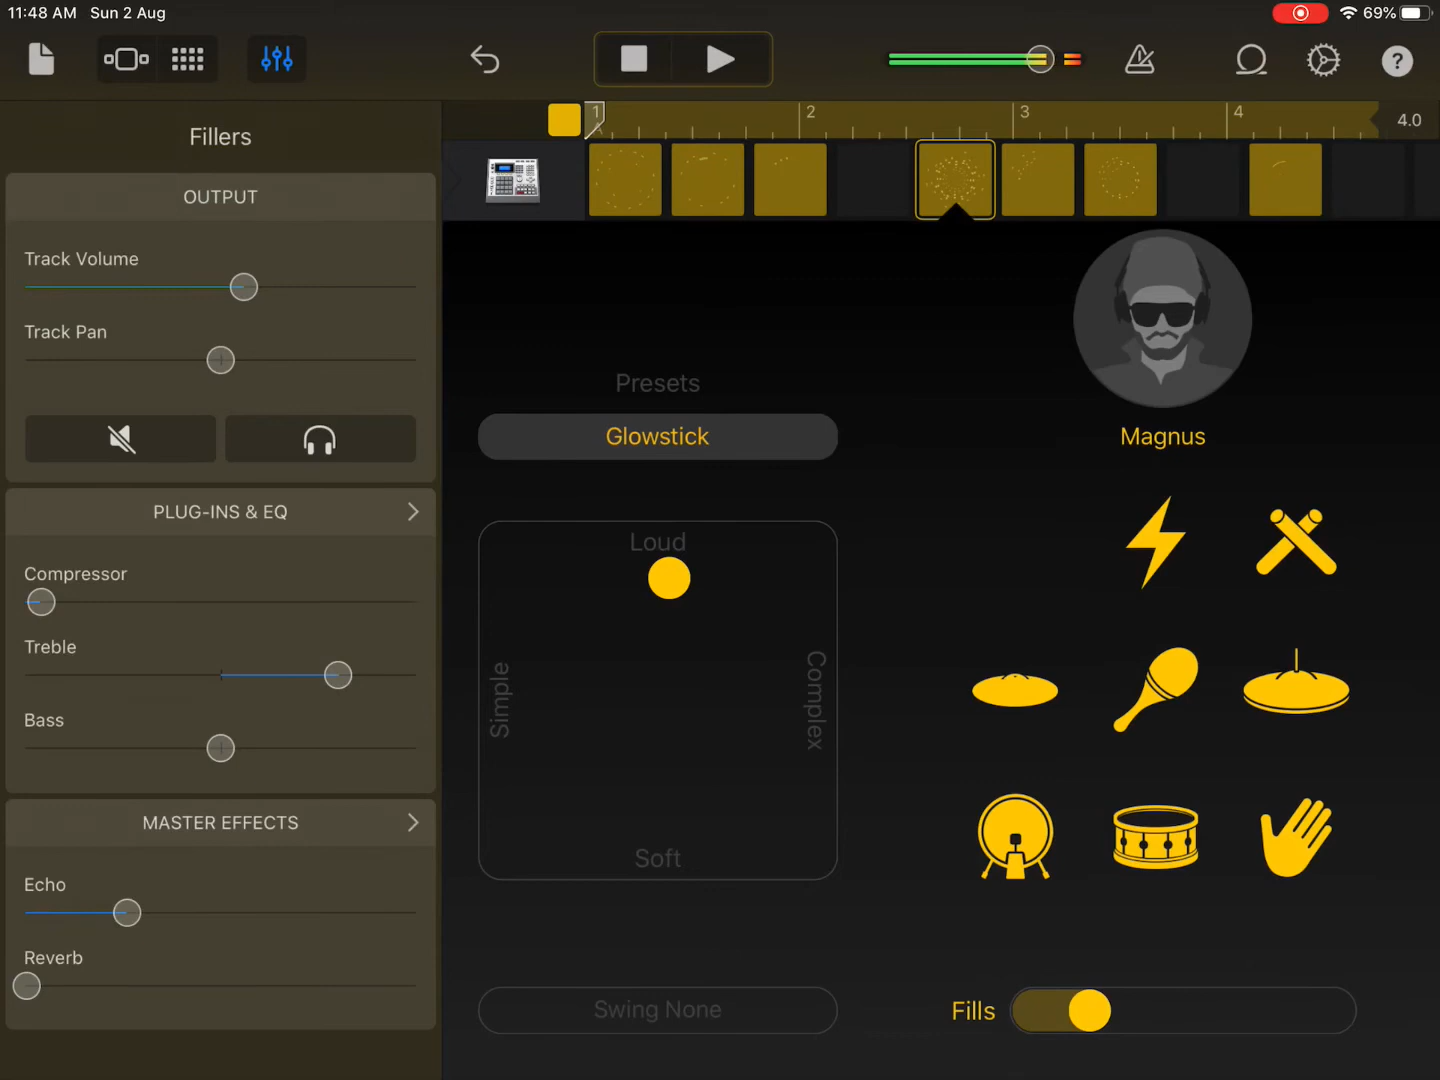 11:48 AM Sun 2 Aug
69%
?
Fillers
OUTPUT
Track Volume
Track Pan
PLUG-INS & EQ
Compressor
Treble
Bass
MASTER EFFECTS
Echo
Reverb
1 2 3 4 4.0
A
Presets
Glowstick
Magnus
Loud
Simple
Complex
Soft
Swing None
Fills